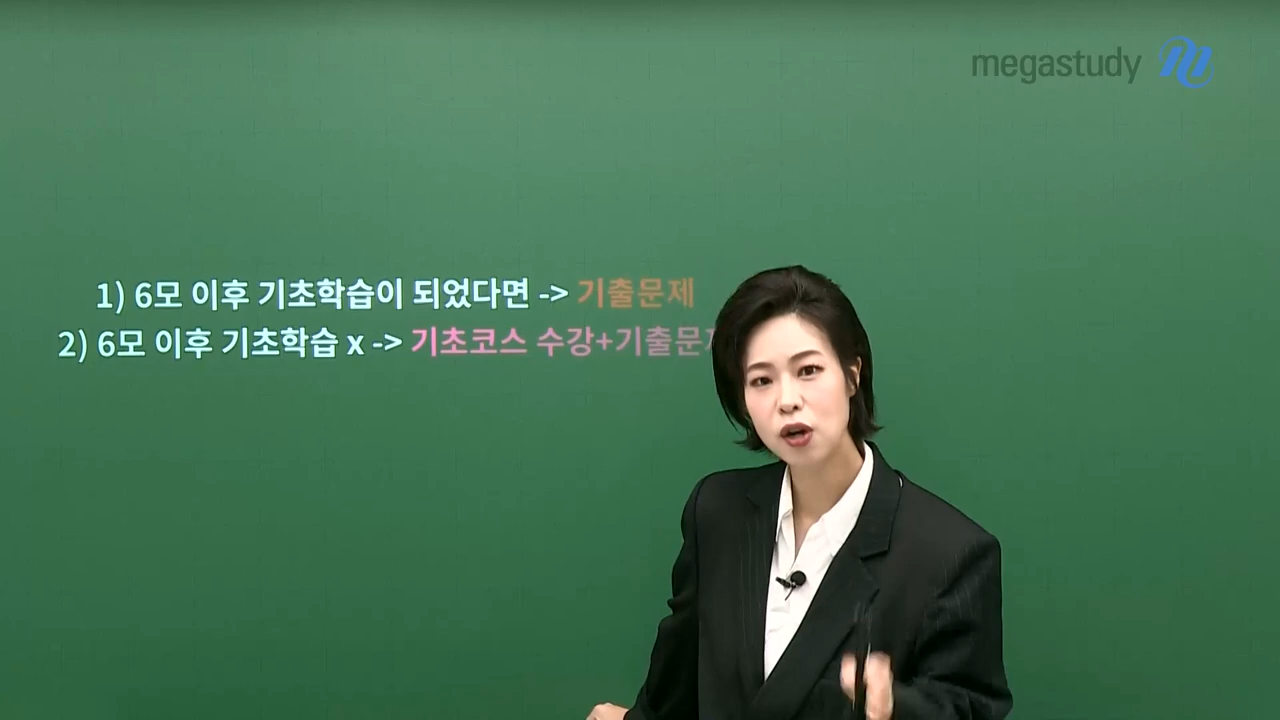 megastudy
1) 6모 이후 기초학습이 되었다면 -> 기출문제
2) 6모 이후 기초학습 x -> 기초코스 수강+기출문